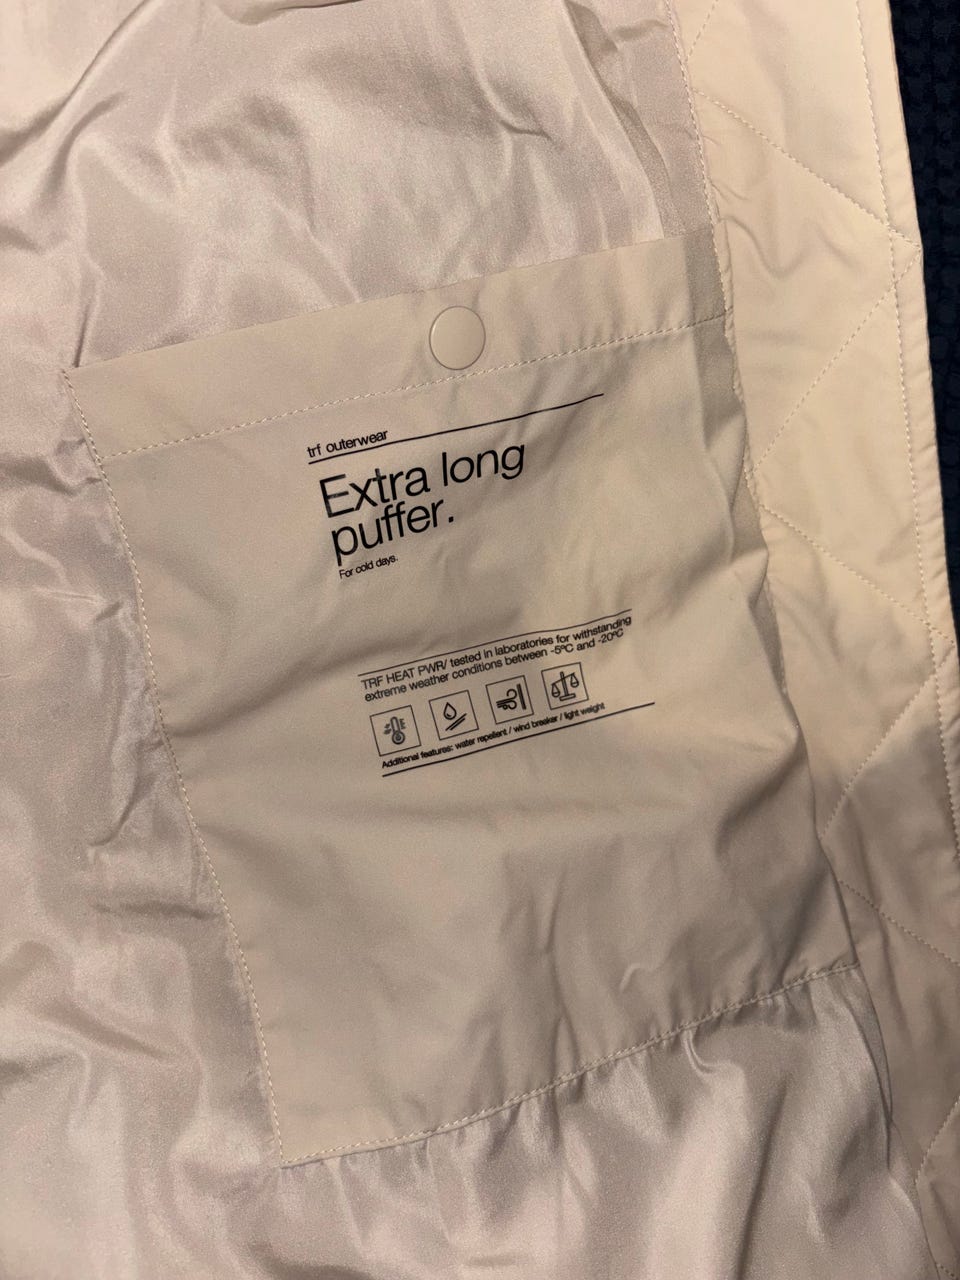 trf outerwear
Extra long
puffer.
For cold days.
TRF HEAT PWR/ tested in laboratories for withstanding
extreme weather conditions between -5ºC and -20ºC
Additional features: water repellent / wind breaker / light weight